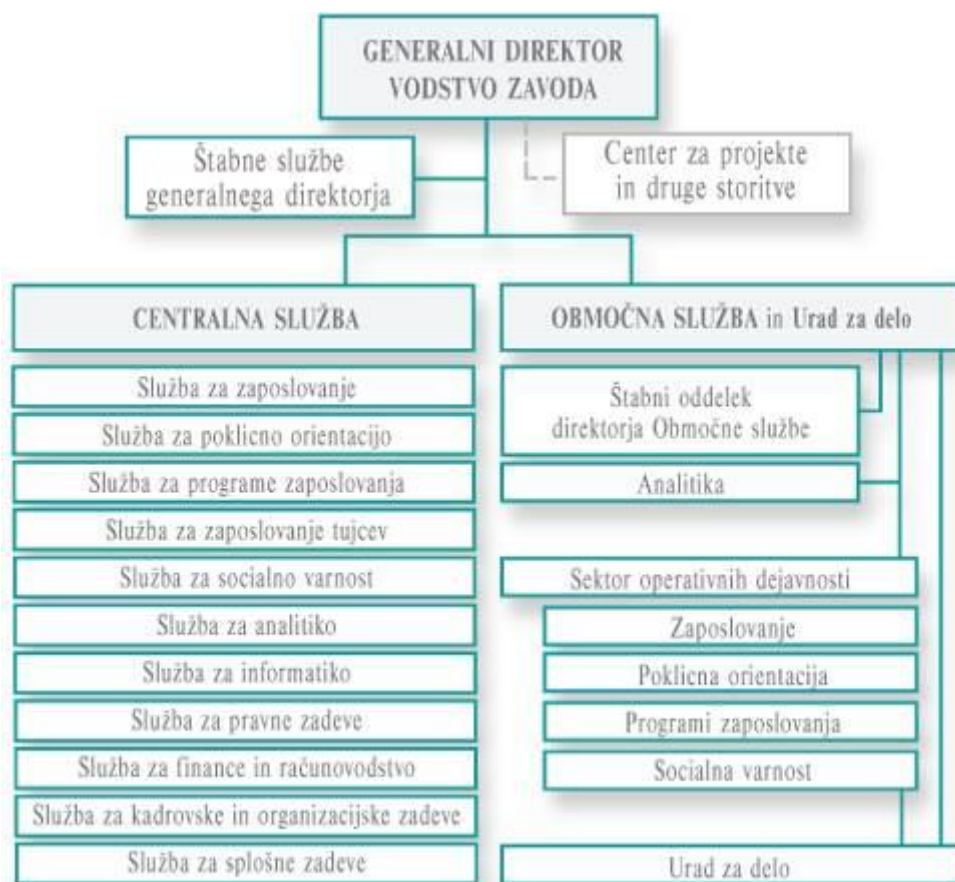 GENERALNI DIREKTOR
VODSTVO ZAVODA
Štabne službe
generalnega direktorja
Center za projekte
in druge storitve
CENTRALNA SLUŽBA
Služba za zaposlovanje
Služba za poklicno orientacijo
Služba za programe zaposlovanja
Služba za zaposlovanje tujcev
Služba za socialno varnost
Služba za analitiko
Služba za informatiko
Služba za pravne zadeve
Služba za finance in računovodstvo
Služba za kadrovske in organizacijske zadeve
Služba za splošne zadeve
OBMOČNA SLUŽBA in Urad za delo
Štabni oddelek
direktorja Območne službe
Analitika
Sektor operativnih dejavnosti
Zaposlovanje
Poklicna orientacija
Programi zaposlovanja
Socialna varnost
Urad za delo